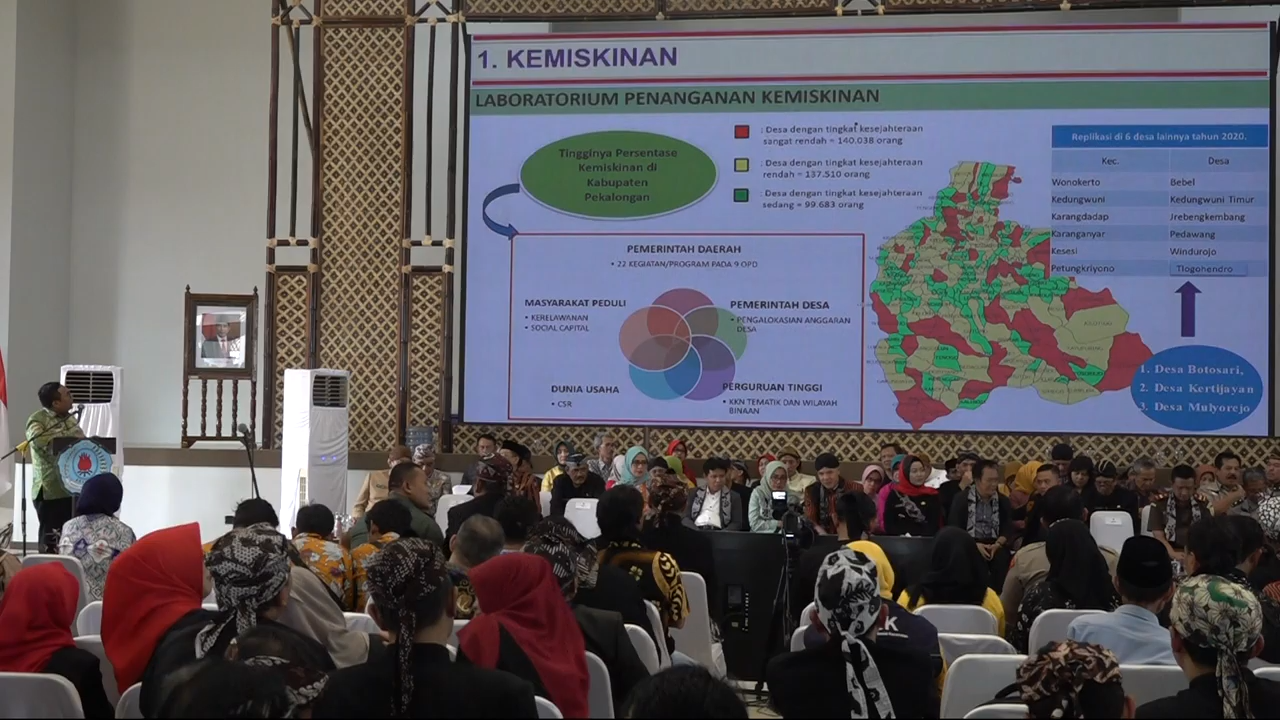 1. KEMISKINAN
LABORATORIUM PENANGANAN KEMISKINAN
Tingginya Persentase
Kemiskinan di
Kabupaten
Pekalongan
: Desa dengan tingkat kesejahteraan
sangat rendah = 140.038 orang
: Desa dengan tingkat kesejahteraan
rendah = 137.510 orang
: Desa dengan tingkat kesejahteraan
sedang = 99.683 orang
PEMERINTAH DAERAH
• 22 KEGIATAN/PROGRAM PADA 9 OPD
MASYARAKAT PEDULI
• KERELAWANAN
• SOCIAL CAPITAL
PEMERINTAH DESA
• PENGALOKASIAN ANGGARAN
DESA
DUNIA USAHA
• CSR
PERGURUAN TINGGI
• KKN TEMATIK DAN WILAYAH
BINAAN
Replikasi di 6 desa lainnya tahun 2020.
Kec. Desa
Wonokerto Bebel
Kedungwuni Kedungwuni Timur
Karangdadap Jrebengkembang
Karanganyar Pedawang
Kesesi Windurojo
Petungkriyono Tlogohendro
1. Desa Botosari,
2. Desa Kertijayan
3. Desa Mulyorejo